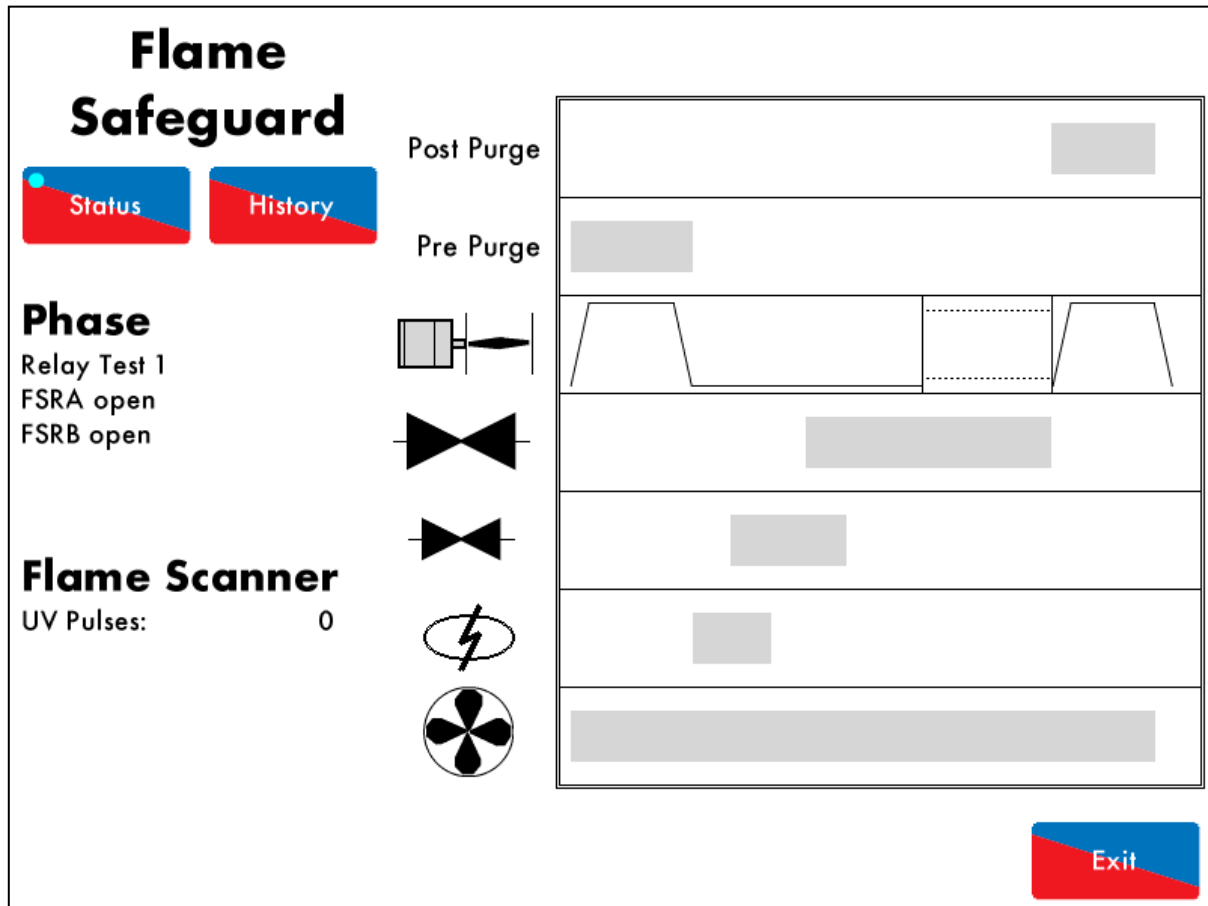 Flame
Safeguard
Status
History
Post Purge
Pre Purge
Phase
Relay Test 1
FSRA open
FSRB open
Flame Scanner
UV Pulses: 0
Exit